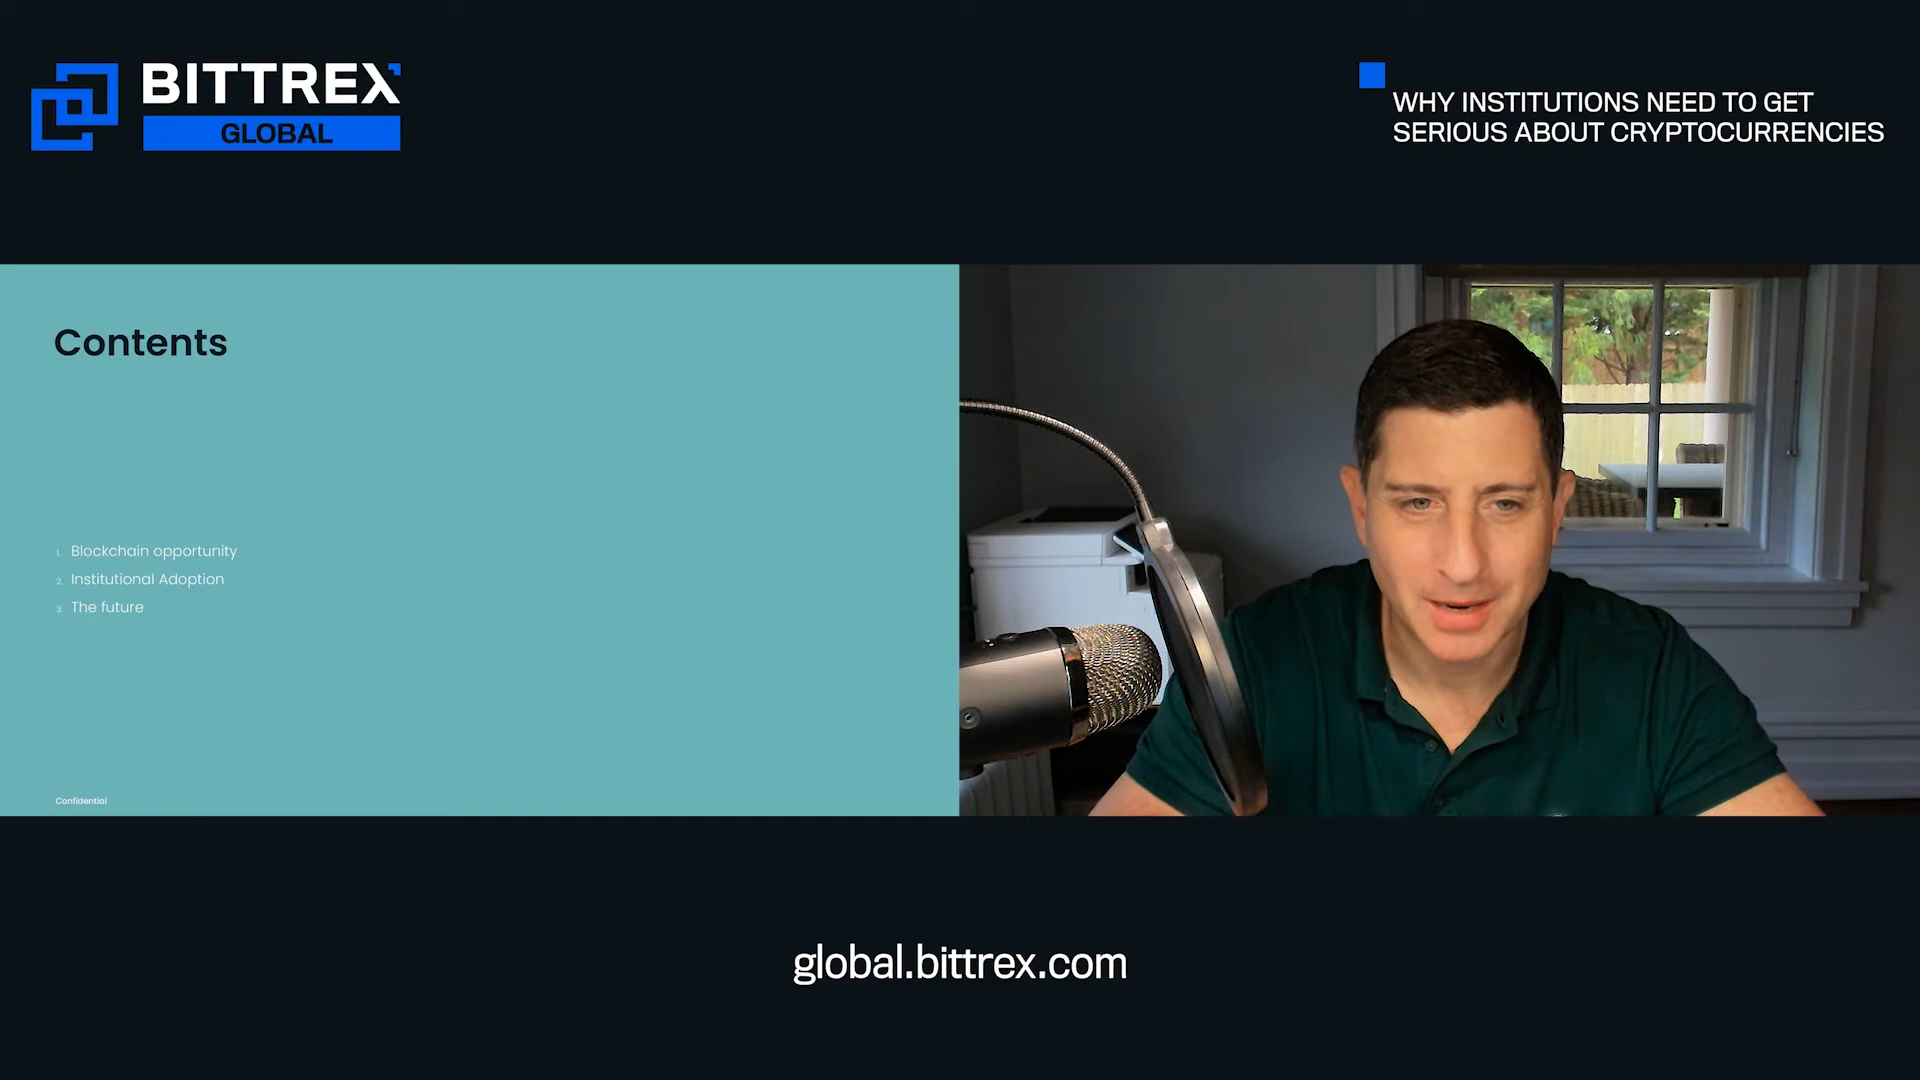 BITTREX
GLOBAL
WHY INSTITUTIONS NEED TO GET
SERIOUS ABOUT CRYPTOCURRENCIES
Contents
1. Blockchain opportunity
2. Institutional Adoption
3. The future
Confidential
global.bittrex.com